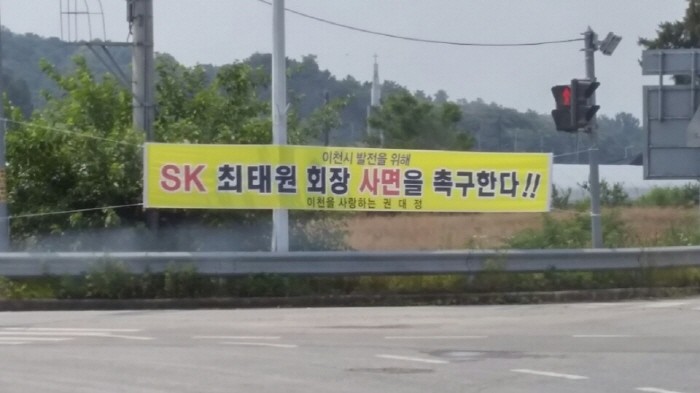 이천시 발전을 위해
SK 최태원 회장 사면을 촉구한다!!
이천을 사랑하는 권대정